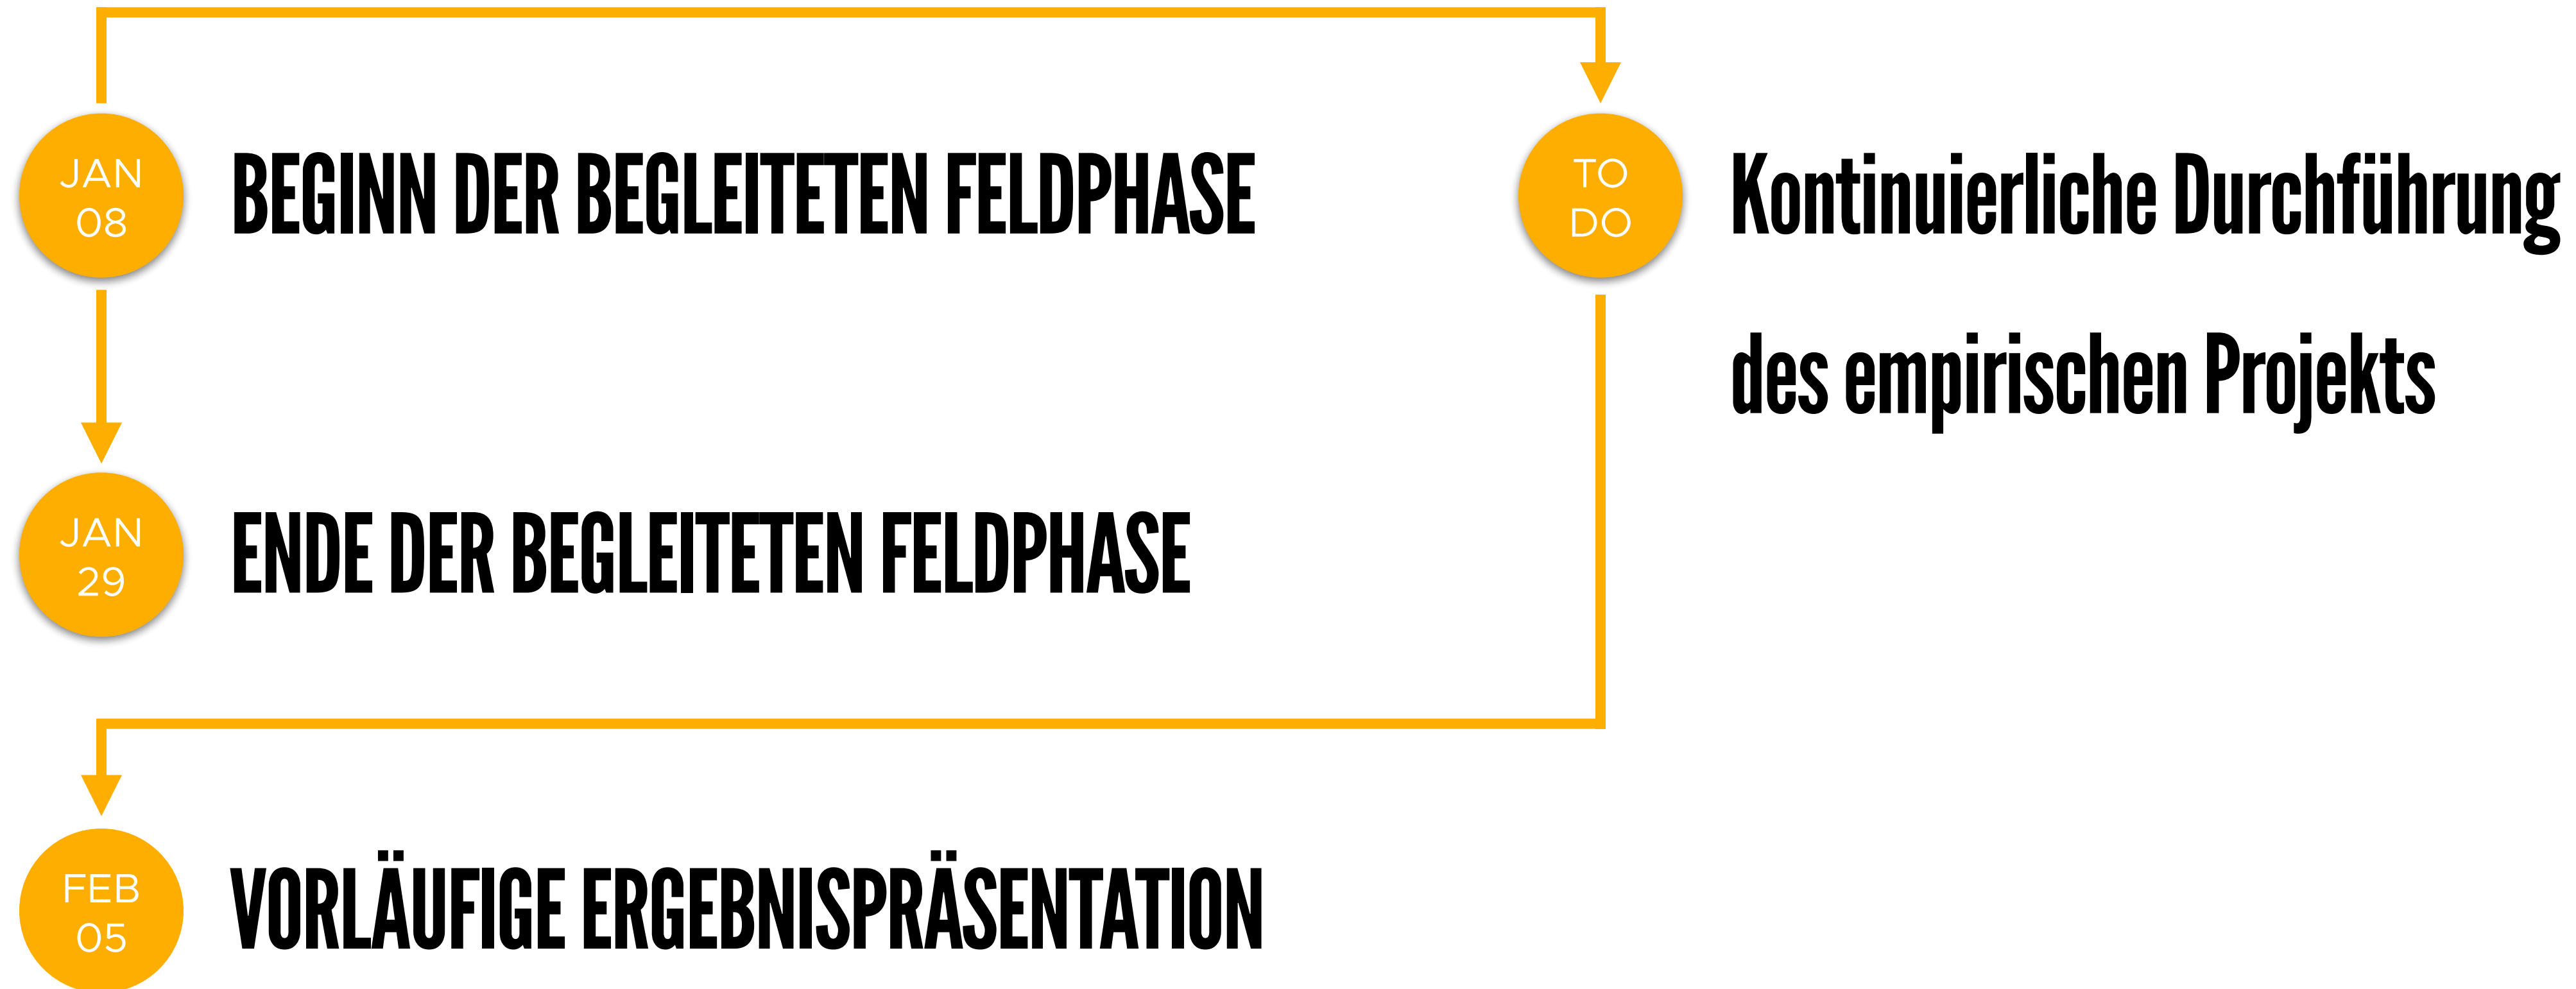 JAN
08
BEGINN DER BEGLEITETEN FELDPHASE
TO
DO
Kontinuierliche Durchführung
des empirischen Projekts
JAN
29
ENDE DER BEGLEITETEN FELDPHASE
FEB
05
VORLÄUFIGE ERGEBNISPRÄSENTATION